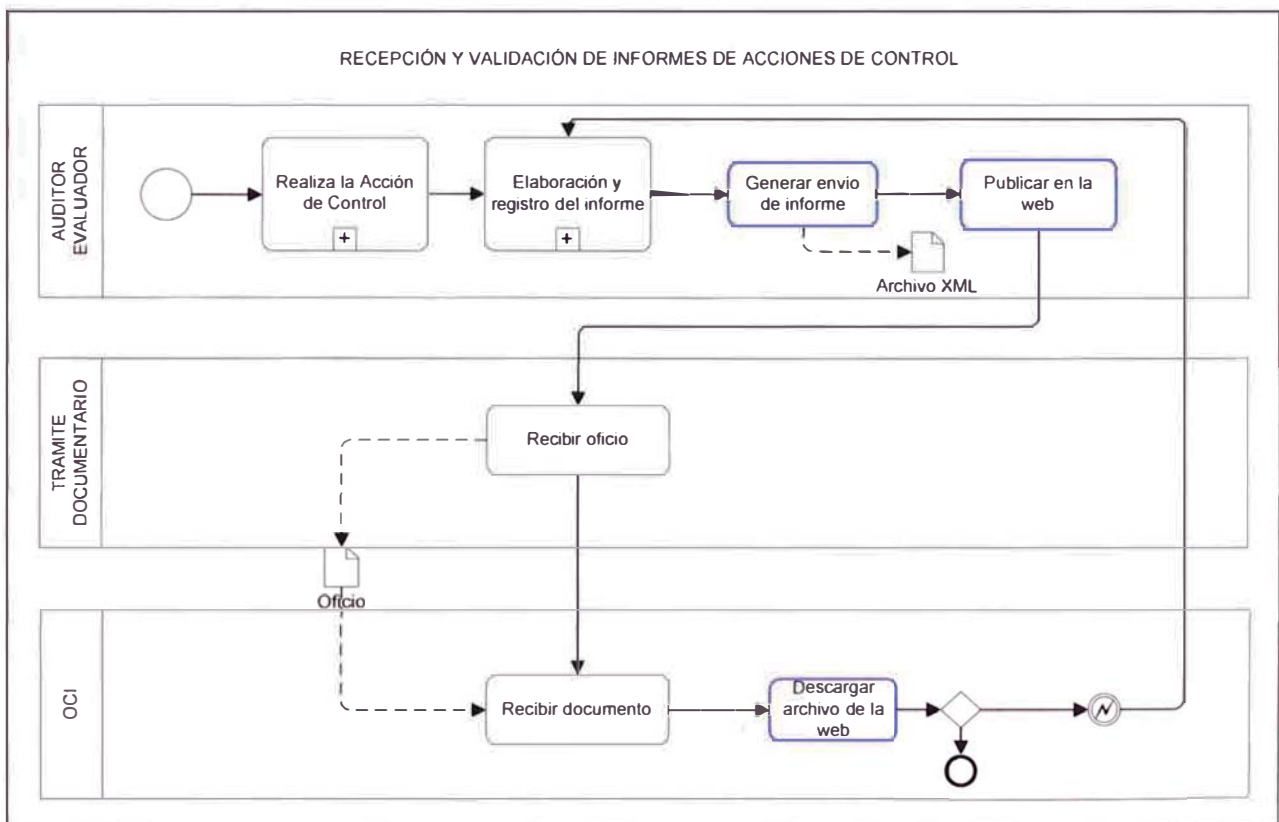 RECEPCIÓN Y VALIDACIÓN DE INFORMES DE ACCIONES DE CONTROL
AUDITOR
EVALUADOR
Realiza la Acción
de Control
Elaboración y
registro del informe
Generar envio
de informe
Publicar en la
web
Archivo XML
TRAMITE
DOCUMENTARIO
Recibir oficio
Oficio
OCI
Recibir documento
Descargar
archivo de la
web